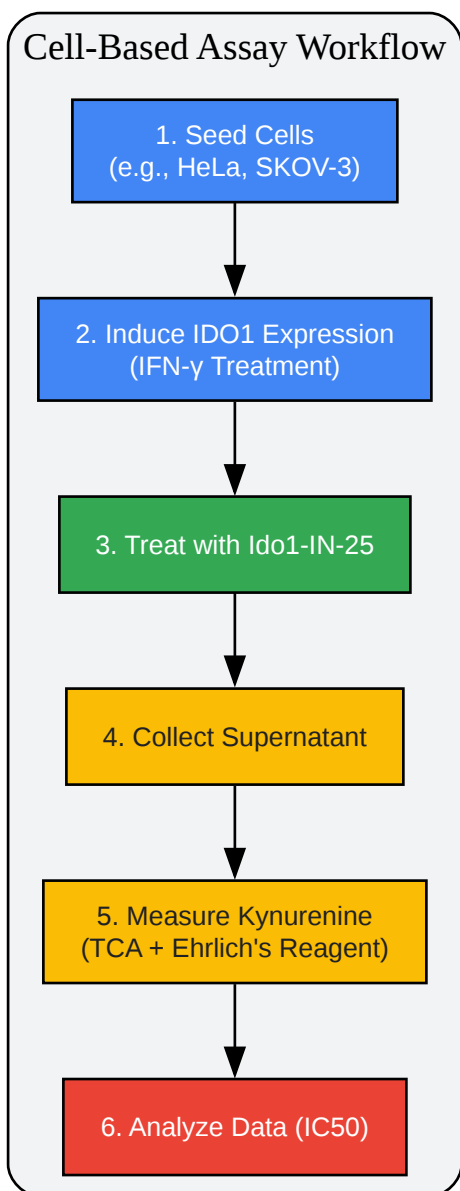 Cell-Based Assay Workflow
1. Seed Cells
(e.g., HeLa, SKOV-3)
2. Induce IDO1 Expression
(IFN-γ Treatment)
3. Treat with Ido1-IN-25
4. Collect Supernatant
5. Measure Kynurenine
(TCA + Ehrlich's Reagent)
6. Analyze Data (IC50)